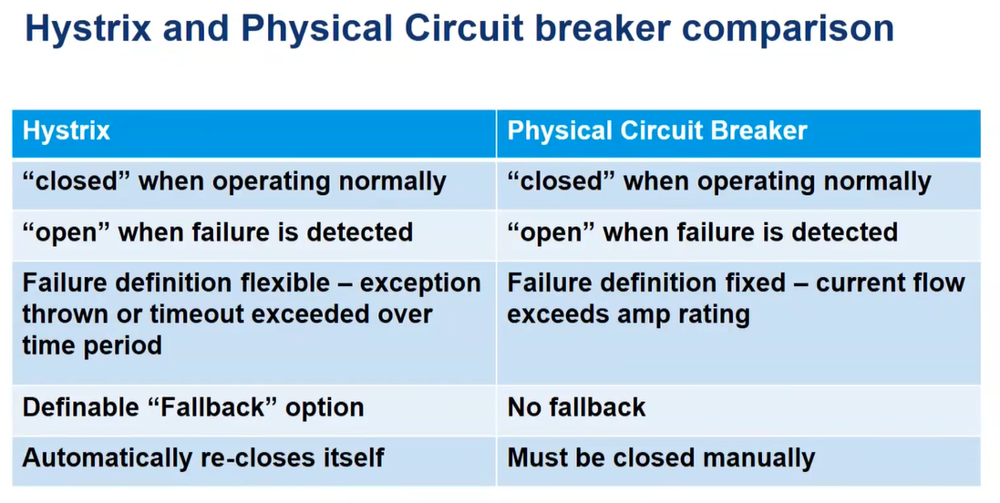 Hystrix and Physical Circuit breaker comparison
Hystrix
Physical Circuit Breaker
“closed” when operating normally
“closed” when operating normally
“open” when failure is detected
“open” when failure is detected
Failure definition flexible – exception
thrown or timeout exceeded over
time period
Failure definition fixed – current flow
exceeds amp rating
Definable “Fallback” option
No fallback
Automatically re-closes itself
Must be closed manually